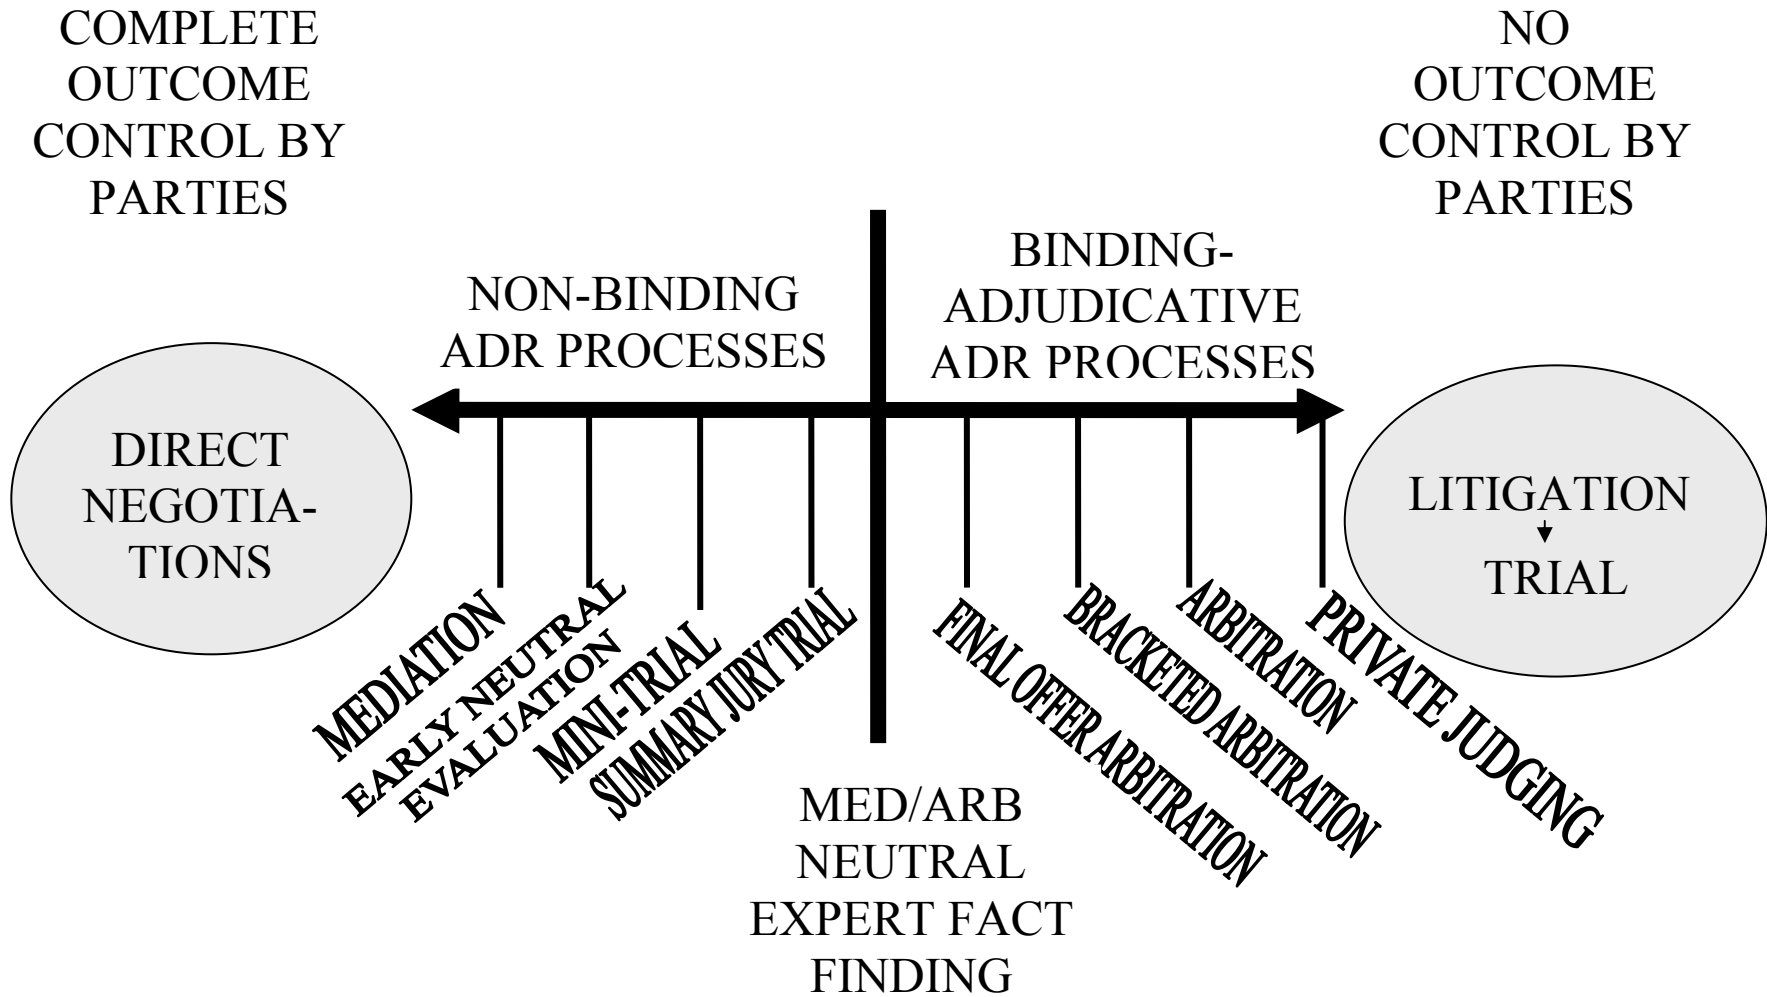 COMPLETE
OUTCOME
CONTROL BY
PARTIES
NO
OUTCOME
CONTROL BY
PARTIES
NON-BINDING
ADR PROCESSES
BINDING-
ADJUDICATIVE
ADR PROCESSES
DIRECT
NEGOTIA-
TIONS
LITIGATION
TRIAL
MEDIATION
EARLY NEUTRAL
EVALUATION
MINI-TRIAL
SUMMARY JURY TRIAL
FINAL OFFER ARBITRATION
BRACKETED ARBITRATION
ARBITRATION
PRIVATE JUDGING
MED/ARB
NEUTRAL
EXPERT FACT
FINDING